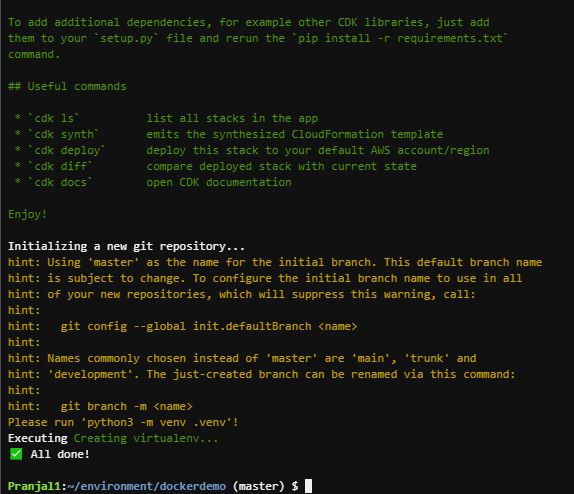 To add additional dependencies, for example other CDK libraries, just add
them to your `setup.py` file and rerun the `pip install -r requirements.txt`
command.
## Useful commands
* `cdk ls`          list all stacks in the app
* `cdk synth`       emits the synthesized CloudFormation template
* `cdk deploy`      deploy this stack to your default AWS account/region
* `cdk diff`        compare deployed stack with current state
* `cdk docs`        open CDK documentation
Enjoy!
Initializing a new git repository...
hint: Using 'master' as the name for the initial branch. This default branch name
hint: is subject to change. To configure the initial branch name to use in all
hint: of your new repositories, which will suppress this warning, call:
hint:
hint:   git config --global init.defaultBranch <name>
hint:
hint: Names commonly chosen instead of 'master' are 'main', 'trunk' and
hint: 'development'. The just-created branch can be renamed via this command:
hint:
hint:   git branch -m <name>
Please run 'python3 -m venv .venv'!
Executing Creating virtualenv...
✅ All done!
Pranjal1:~/environment/dockerdemo (master) $